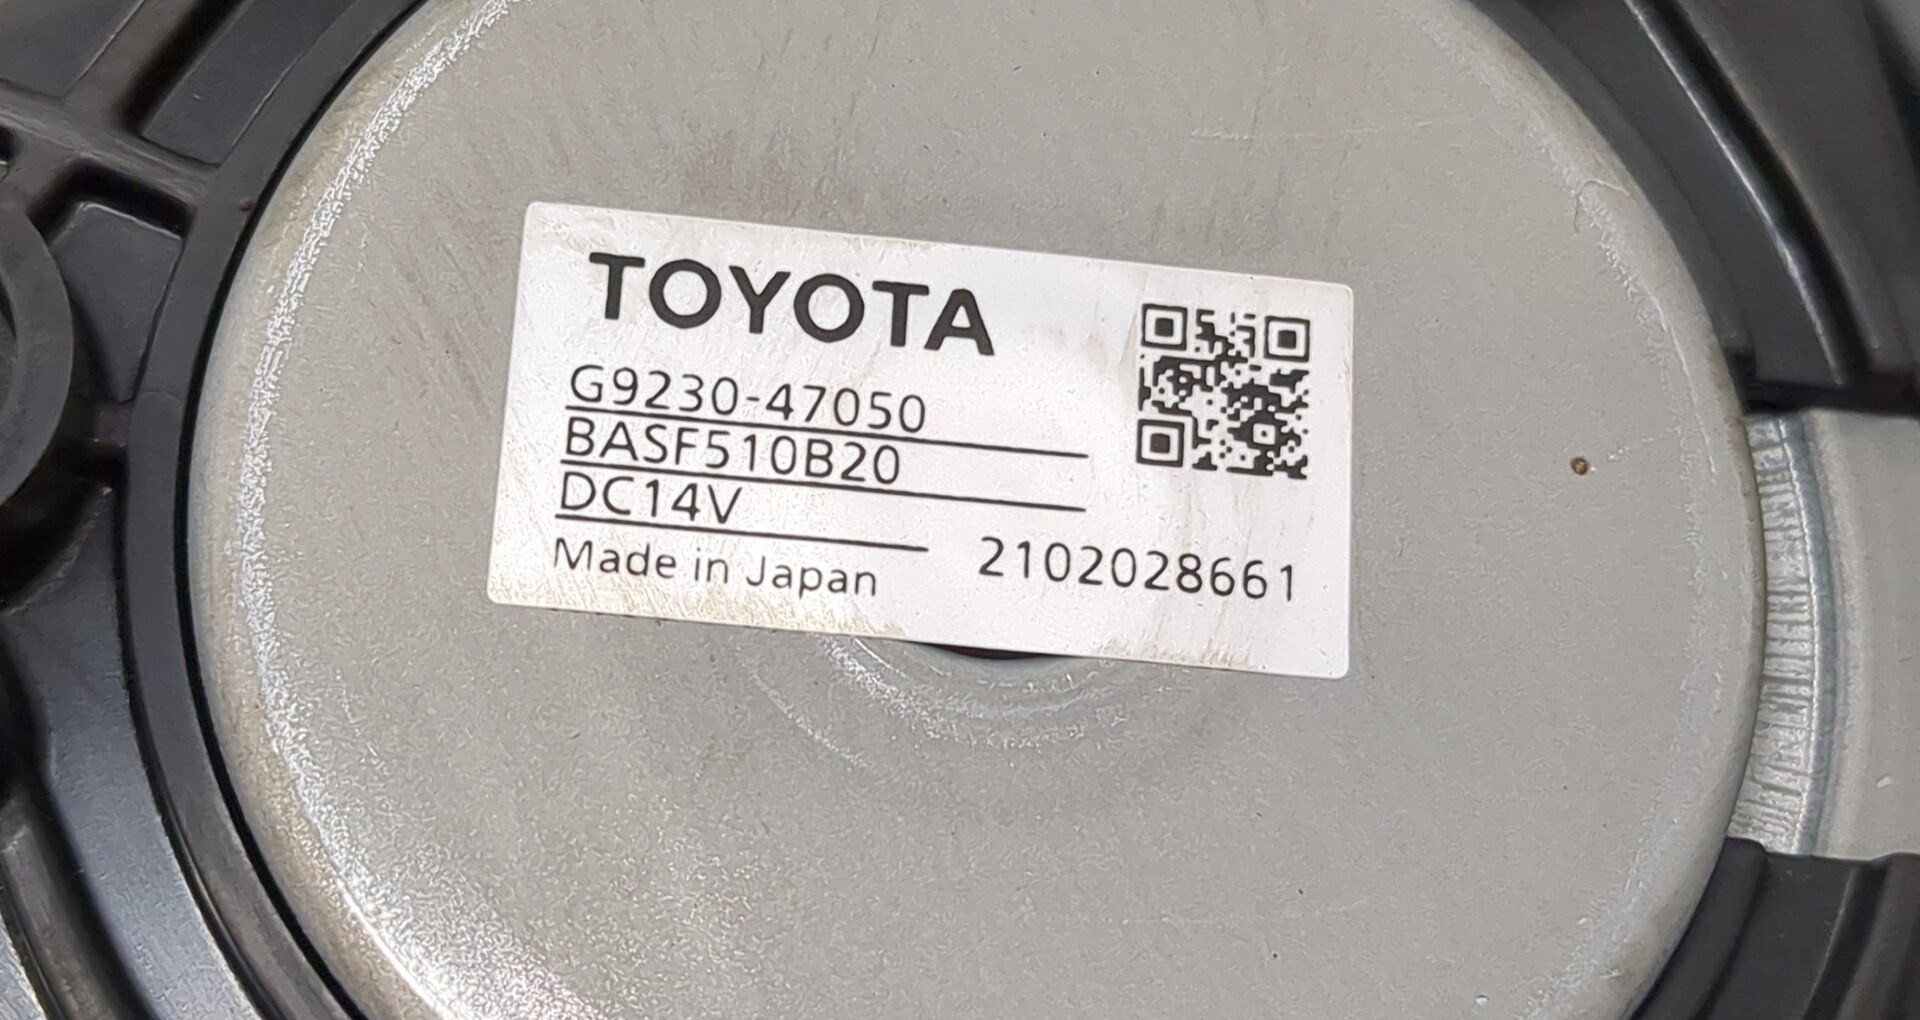 TOYOTA
G9230-47050
BASF510B20
DC14V
Made in Japan 2102028661